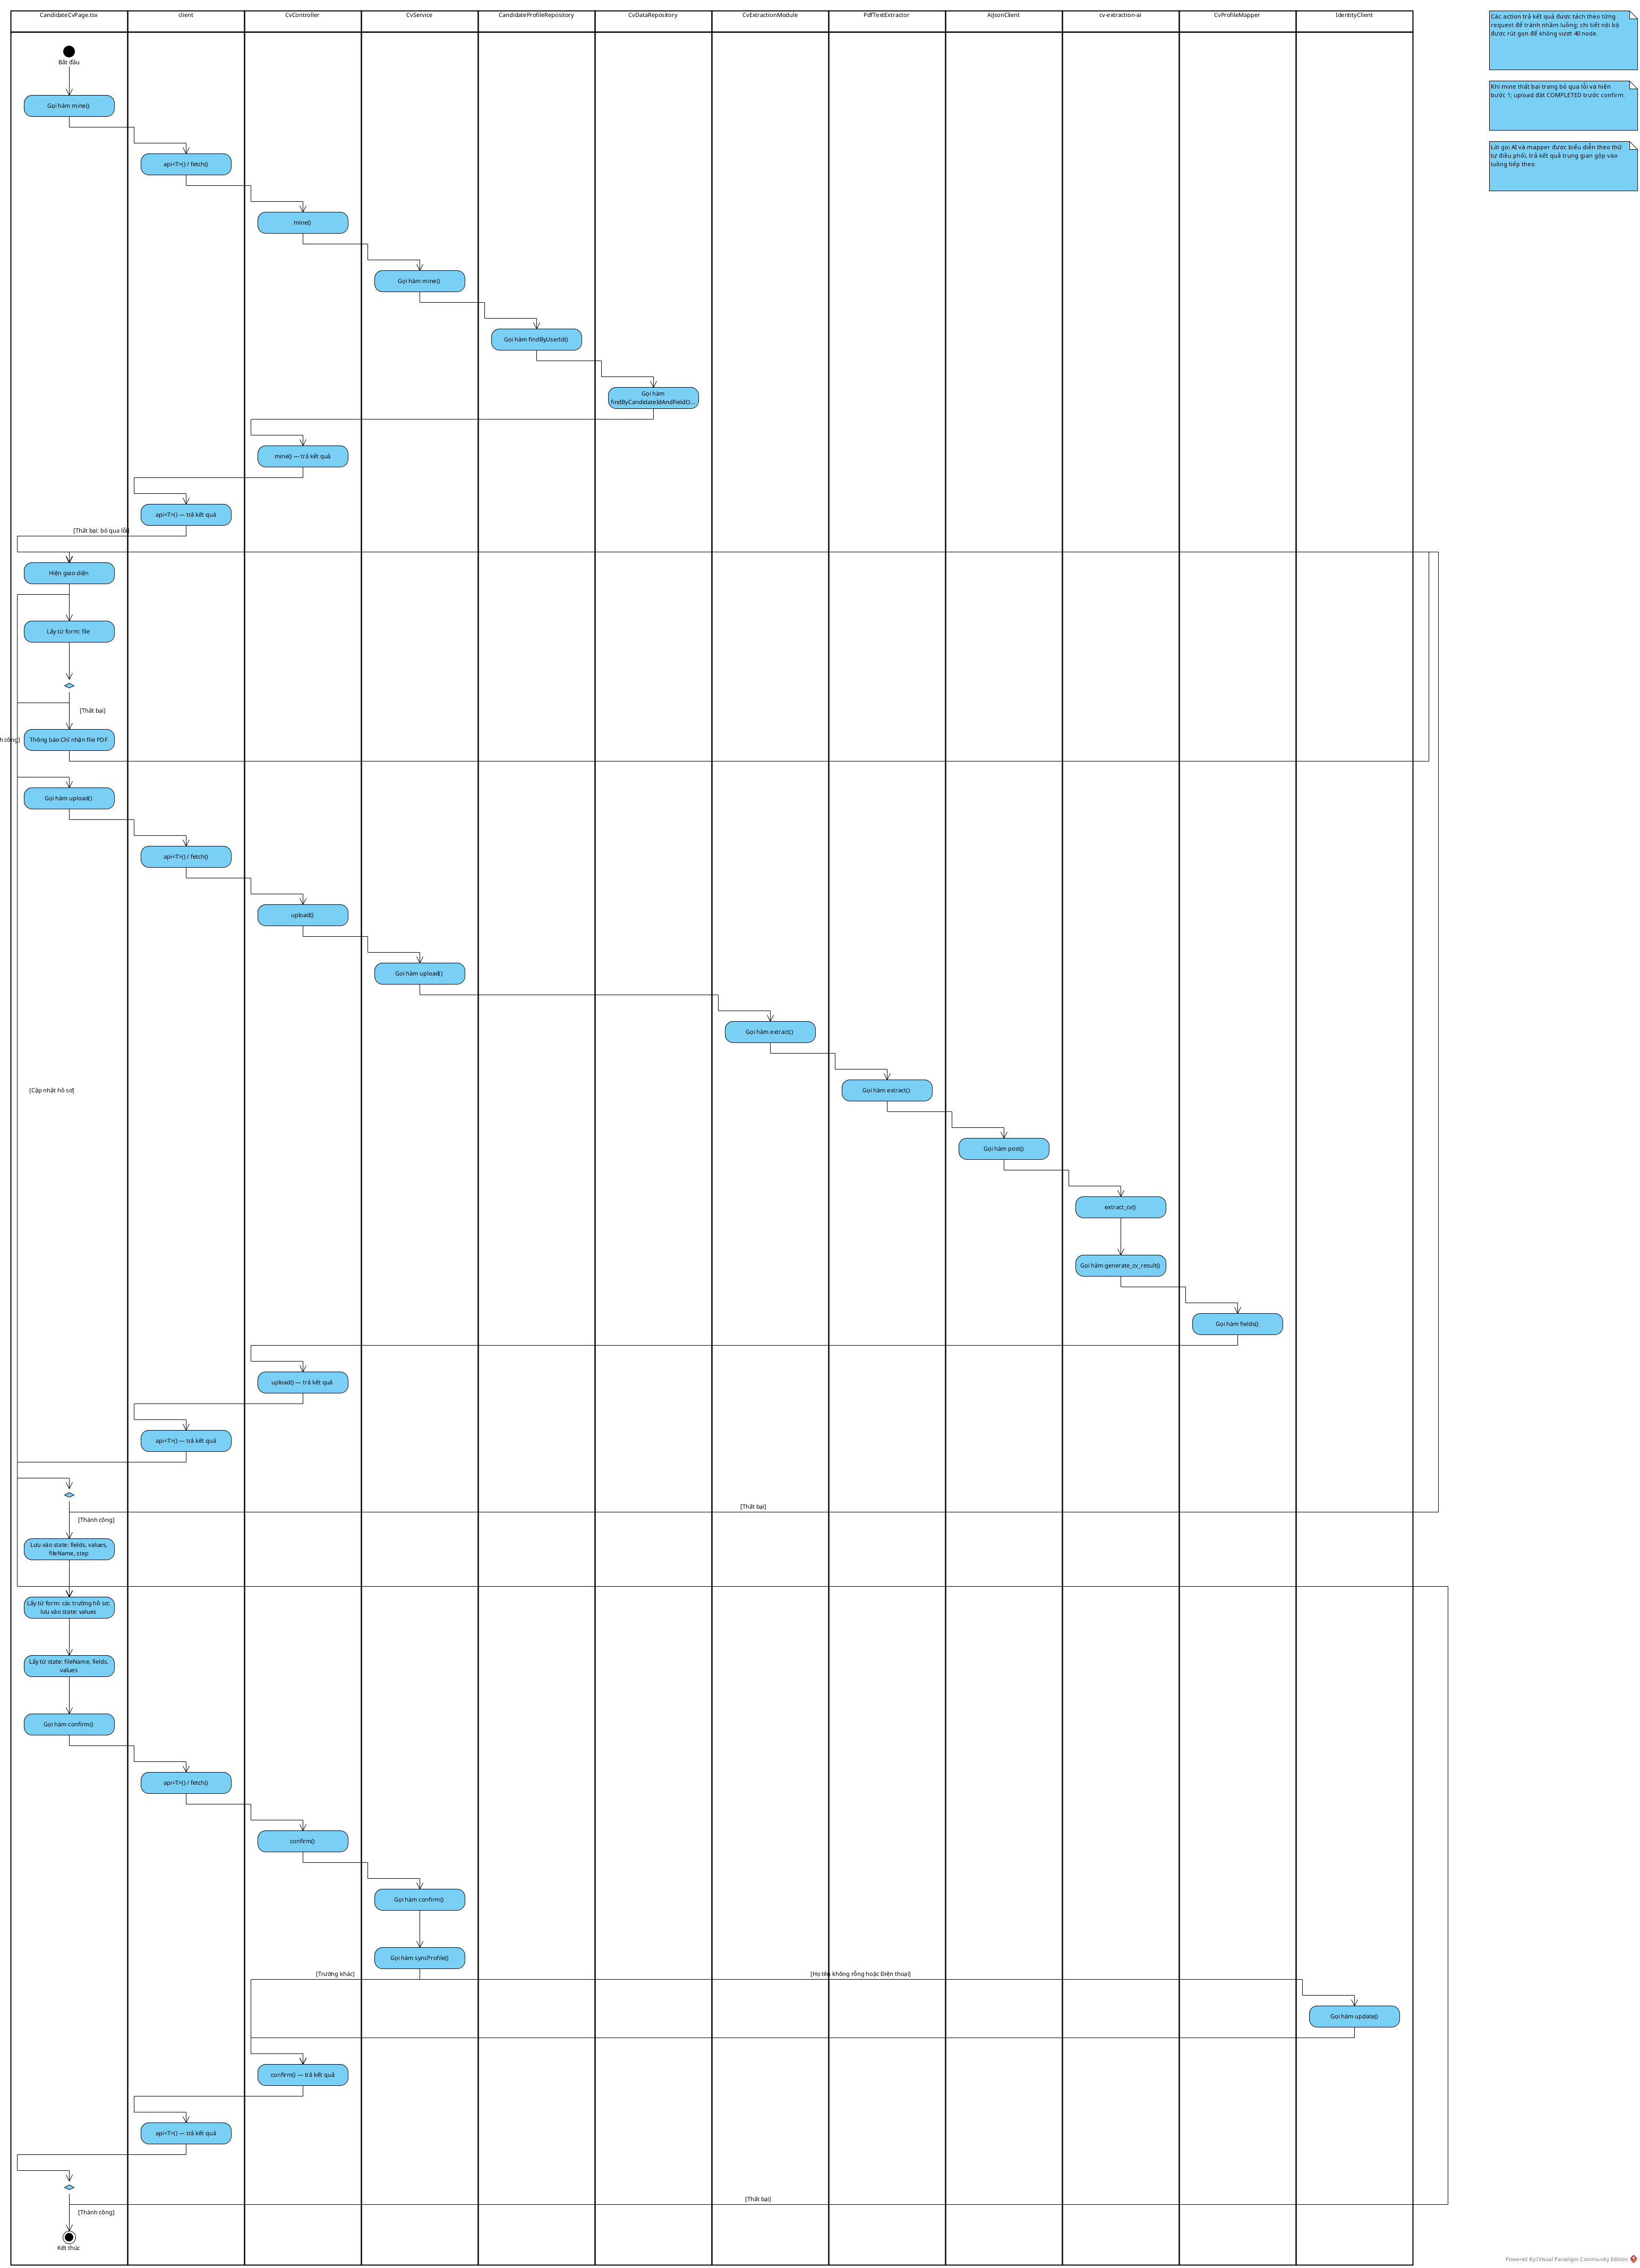 CandidateCvPage.tsx
client
CvController
CvService
CandidateProfileRepository
CvDataRepository
CvExtractionModule
PdfTextExtractor
AiJsonClient
cv-extraction-ai
CvProfileMapper
IdentityClient
Các action trả kết quả được tách theo từng
request để tránh nhầm luồng; chi tiết nội bộ
được rút gọn để không vượt 40 node.
Khi mine thất bại trang bỏ qua lỗi và hiện
bước 1; upload đặt COMPLETED trước confirm.
Lời gọi AI và mapper được biểu diễn theo thứ
tự điều phối, trả kết quả trung gian gộp vào
luồng tiếp theo.
Bắt đầu
Gọi hàm mine()
api<T>() / fetch()
mine()
Gọi hàm mine()
Gọi hàm findByUserId()
Gọi hàm
findByCandidateIdAndFieldO...
mine() — trả kết quả
api<T>() — trả kết quả
[Thất bại: bỏ qua lỗi]
Hiện giao diện
Lấy từ form: file
[Thất bại]
Thông báo Chỉ nhận file PDF
h công]
Gọi hàm upload()
api<T>() / fetch()
upload()
Gọi hàm upload()
Gọi hàm extract()
Gọi hàm extract()
[Cập nhật hồ sơ]
Gọi hàm post()
extract_cv()
Gọi hàm generate_cv_result()
Gọi hàm fields()
upload() — trả kết quả
api<T>() — trả kết quả
[Thất bại]
[Thành công]
Lưu vào state: fields, values,
fileName, step
Lấy từ form: các trường hồ sơ;
lưu vào state: values
Lấy từ state: fileName, fields,
values
Gọi hàm confirm()
api<T>() / fetch()
confirm()
Gọi hàm confirm()
Gọi hàm syncProfile()
[Trường khác]
[Họ tên không rỗng hoặc Điện thoại]
Gọi hàm update()
confirm() — trả kết quả
api<T>() — trả kết quả
[Thất bại]
[Thành công]
Kết thúc
Powered By Visual Paradigm Community Edition